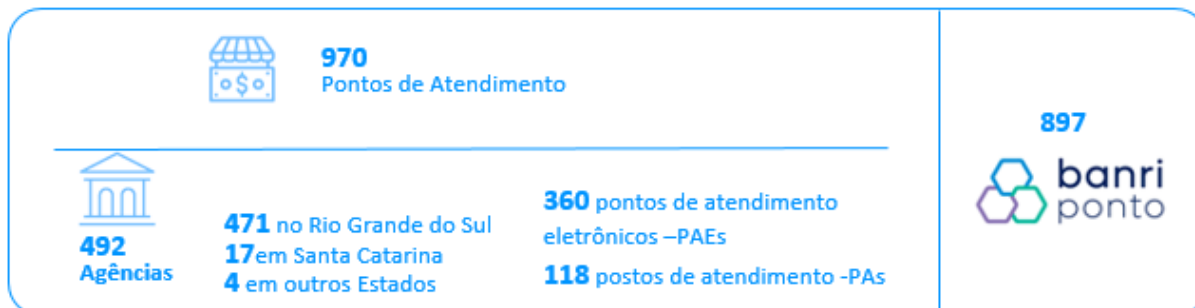 970
Pontos de Atendimento
492
Agências
471 no Rio Grande do Sul
17em Santa Catarina
4 em outros Estados
360 pontos de atendimento
eletrônicos –PAEs
118 postos de atendimento -PAs
897
banri
ponto